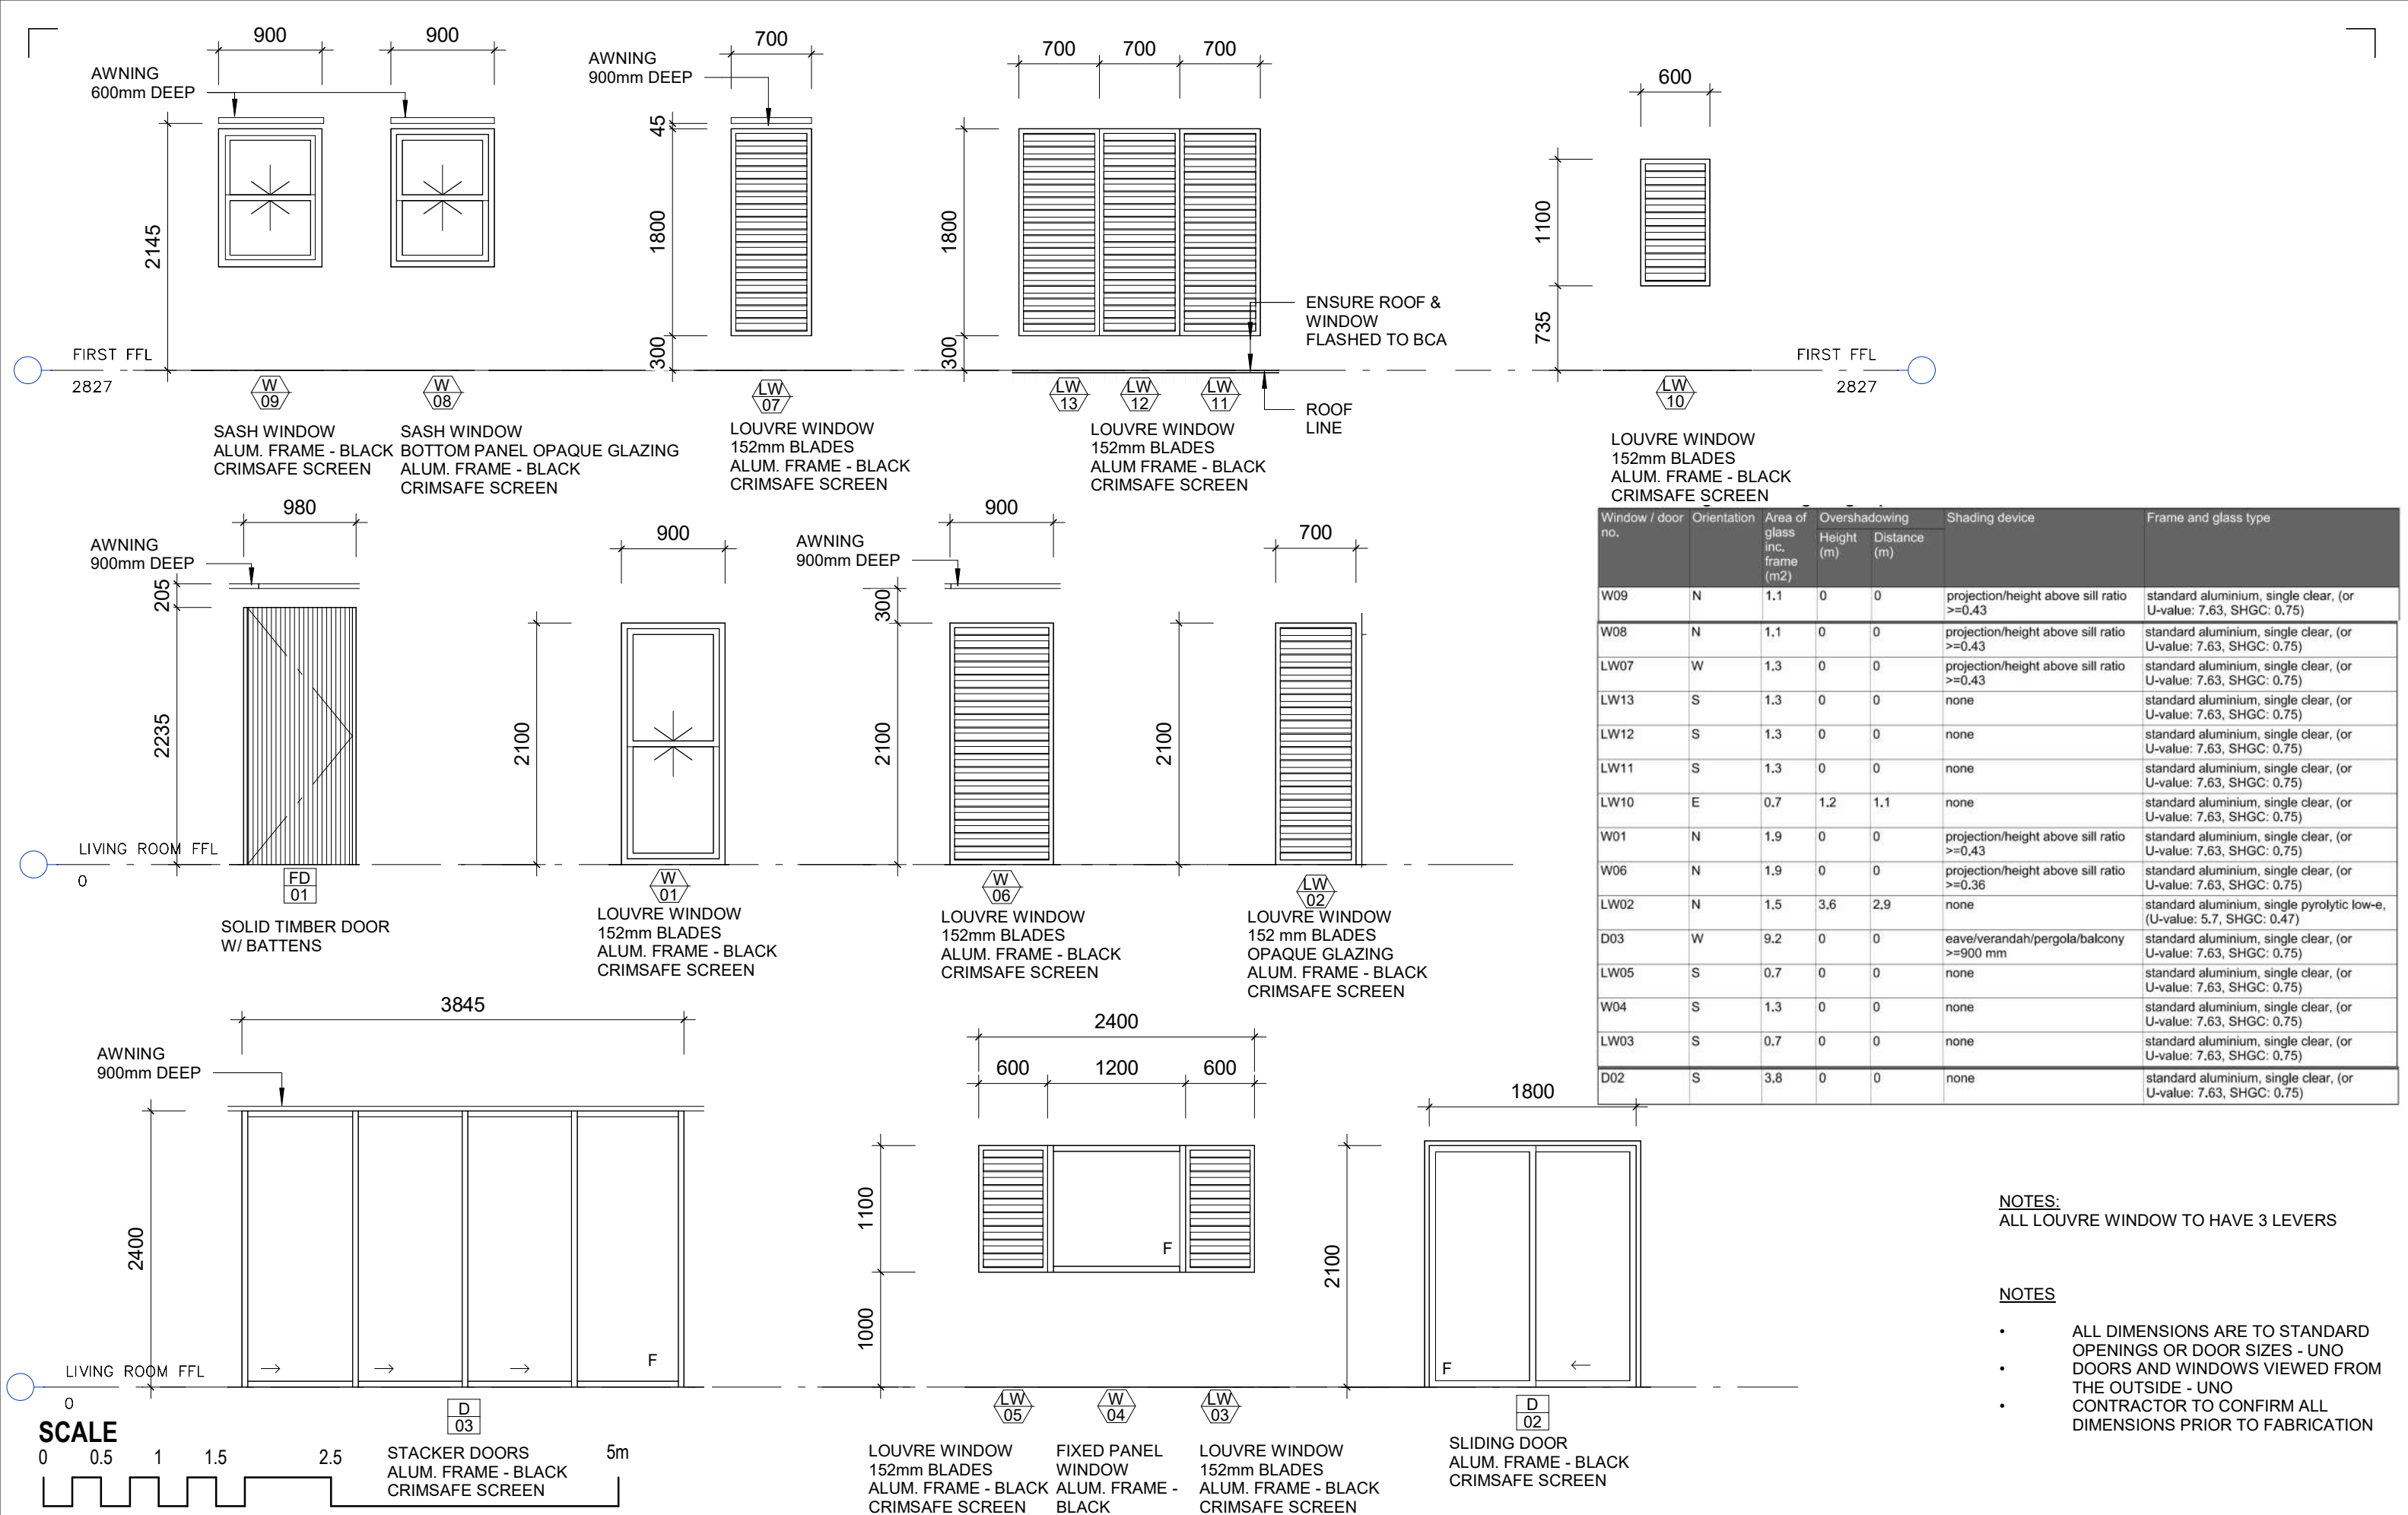 900
900
AWNING
600mm DEEP
2145
FIRST FFL
2827
W
09
SASH WINDOW
ALUM. FRAME - BLACK
CRIMSAFE SCREEN
W
08
SASH WINDOW
BOTTOM PANEL OPAQUE GLAZING
ALUM. FRAME - BLACK
CRIMSAFE SCREEN
700
AWNING
900mm DEEP
45
1800
300
LW
07
LOUVRE WINDOW
152mm BLADES
ALUM. FRAME - BLACK
CRIMSAFE SCREEN
700
700
700
1800
300
ENSURE ROOF &
WINDOW
FLASHED TO BCA
ROOF
LINE
LW
13
LW
12
LW
11
LOUVRE WINDOW
152mm BLADES
ALUM FRAME - BLACK
CRIMSAFE SCREEN
600
1100
735
FIRST FFL
2827
LW
10
LOUVRE WINDOW
152mm BLADES
ALUM. FRAME - BLACK
CRIMSAFE SCREEN
980
AWNING
900mm DEEP
205
2235
LIVING ROOM FFL
0
FD
01
SOLID TIMBER DOOR
W/ BATTENS
900
2100
W
01
LOUVRE WINDOW
152mm BLADES
ALUM. FRAME - BLACK
CRIMSAFE SCREEN
900
AWNING
900mm DEEP
300
2100
W
06
LOUVRE WINDOW
152mm BLADES
ALUM. FRAME - BLACK
CRIMSAFE SCREEN
700
2100
LW
02
LOUVRE WINDOW
152 mm BLADES
OPAQUE GLAZING
ALUM. FRAME - BLACK
CRIMSAFE SCREEN
Window / door no. Orientation Area of glass inc. frame (m2) Overshadowing Height (m) Distance (m) Shading device Frame and glass type
W09 N 1.1 0 0 projection/height above sill ratio >=0.43 standard aluminium, single clear, (or U-value: 7.63, SHGC: 0.75)
W08 N 1.1 0 0 projection/height above sill ratio >=0.43 standard aluminium, single clear, (or U-value: 7.63, SHGC: 0.75)
LW07 W 1.3 0 0 projection/height above sill ratio >=0.43 standard aluminium, single clear, (or U-value: 7.63, SHGC: 0.75)
LW13 S 1.3 0 0 none standard aluminium, single clear, (or U-value: 7.63, SHGC: 0.75)
LW12 S 1.3 0 0 none standard aluminium, single clear, (or U-value: 7.63, SHGC: 0.75)
LW11 S 1.3 0 0 none standard aluminium, single clear, (or U-value: 7.63, SHGC: 0.75)
LW10 E 0.7 1.2 1.1 none standard aluminium, single clear, (or U-value: 7.63, SHGC: 0.75)
W01 N 1.9 0 0 projection/height above sill ratio >=0.43 standard aluminium, single clear, (or U-value: 7.63, SHGC: 0.75)
W06 N 1.9 0 0 projection/height above sill ratio >=0.36 standard aluminium, single clear, (or U-value: 7.63, SHGC: 0.75)
LW02 N 1.5 3.6 2.9 none standard aluminium, single pyrolytic low-e, (U-value: 5.7, SHGC: 0.47)
D03 W 9.2 0 0 eave/verandah/pergola/balcony >=900 mm standard aluminium, single clear, (or U-value: 7.63, SHGC: 0.75)
LW05 S 0.7 0 0 none standard aluminium, single clear, (or U-value: 7.63, SHGC: 0.75)
W04 S 1.3 0 0 none standard aluminium, single clear, (or U-value: 7.63, SHGC: 0.75)
LW03 S 0.7 0 0 none standard aluminium, single clear, (or U-value: 7.63, SHGC: 0.75)
D02 S 3.8 0 0 none standard aluminium, single clear, (or U-value: 7.63, SHGC: 0.75)
3845
AWNING
900mm DEEP
2400
F
LIVING ROOM FFL
0
D
03
STACKER DOORS
ALUM. FRAME - BLACK
CRIMSAFE SCREEN
SCALE
0 0.5 1 1.5 2.5 5m
2400
600
1200
600
1100
1000
F
LW
05
LOUVRE WINDOW
152mm BLADES
ALUM. FRAME - BLACK
CRIMSAFE SCREEN
W
04
FIXED PANEL
WINDOW
ALUM. FRAME -
BLACK
LW
03
LOUVRE WINDOW
152mm BLADES
ALUM. FRAME - BLACK
CRIMSAFE SCREEN
1800
2100
F
D
02
SLIDING DOOR
ALUM. FRAME - BLACK
CRIMSAFE SCREEN
NOTES:
ALL LOUVRE WINDOW TO HAVE 3 LEVERS
NOTES
• ALL DIMENSIONS ARE TO STANDARD
OPENINGS OR DOOR SIZES - UNO
• DOORS AND WINDOWS VIEWED FROM
THE OUTSIDE - UNO
• CONTRACTOR TO CONFIRM ALL
DIMENSIONS PRIOR TO FABRICATION